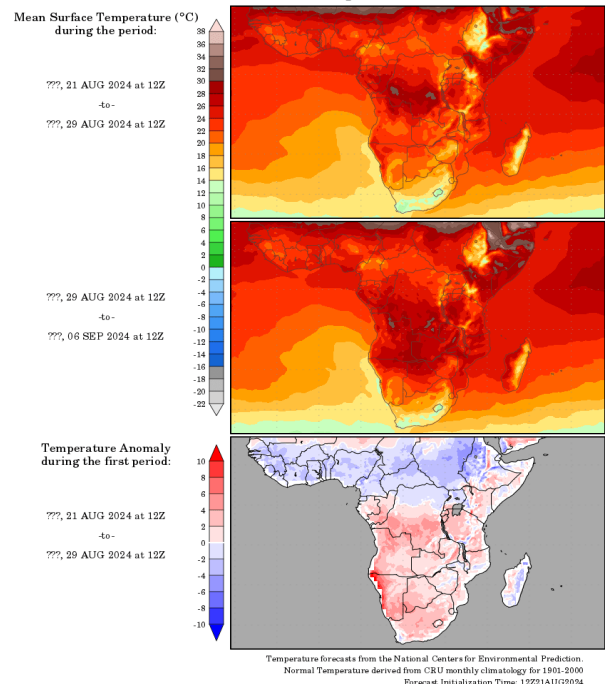 Mean Surface Temperature (°C)
during the period:
???, 21 AUG 2024 at 12Z
-to-
???, 29 AUG 2024 at 12Z
38
36
34
32
30
28
26
24
22
20
18
16
14
12
10
8
6
4
2
0
-2
-4
-6
-8
-10
-12
-14
-16
-18
-20
-22
???, 29 AUG 2024 at 12Z
-to-
???, 06 SEP 2024 at 12Z
Temperature Anomaly
during the first period:
???, 21 AUG 2024 at 12Z
-to-
???, 29 AUG 2024 at 12Z
10
8
6
4
2
0
-2
-4
-6
-8
-10
Temperature forecasts from the National Centers for Environmental Prediction.
Normal Temperature derived from CRU monthly climatology for 1901-2000
Forecast Initialization Time: 12Z21AUG2024